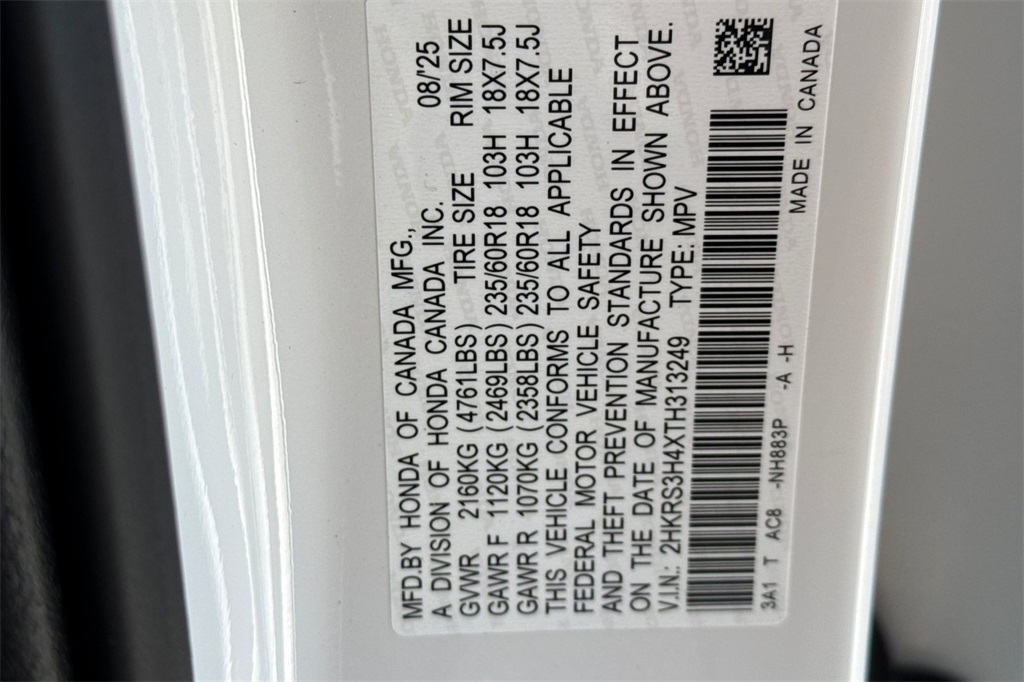 MFD.BY HONDA OF CANADA MFG., 08/'25
A DIVISION OF HONDA CANADA INC.
GVWR 2160KG (4761LBS) TIRE SIZE RIM SIZE
GAWR F 1120KG (2469LBS) 235/60R18 103H 18X7.5J
GAWR R 1070KG (2358LBS) 235/60R18 103H 18X7.5J
THIS VEHICLE CONFORMS TO ALL APPLICABLE
FEDERAL MOTOR VEHICLE SAFETY
AND THEFT PREVENTION STANDARDS IN EFFECT
ON THE DATE OF MANUFACTURE SHOWN ABOVE.
V.I.N.: 2HKRS3H4XTH313249 TYPE: MPV
3A1 T AC8 -NH883P -A -H
MADE IN CANADA